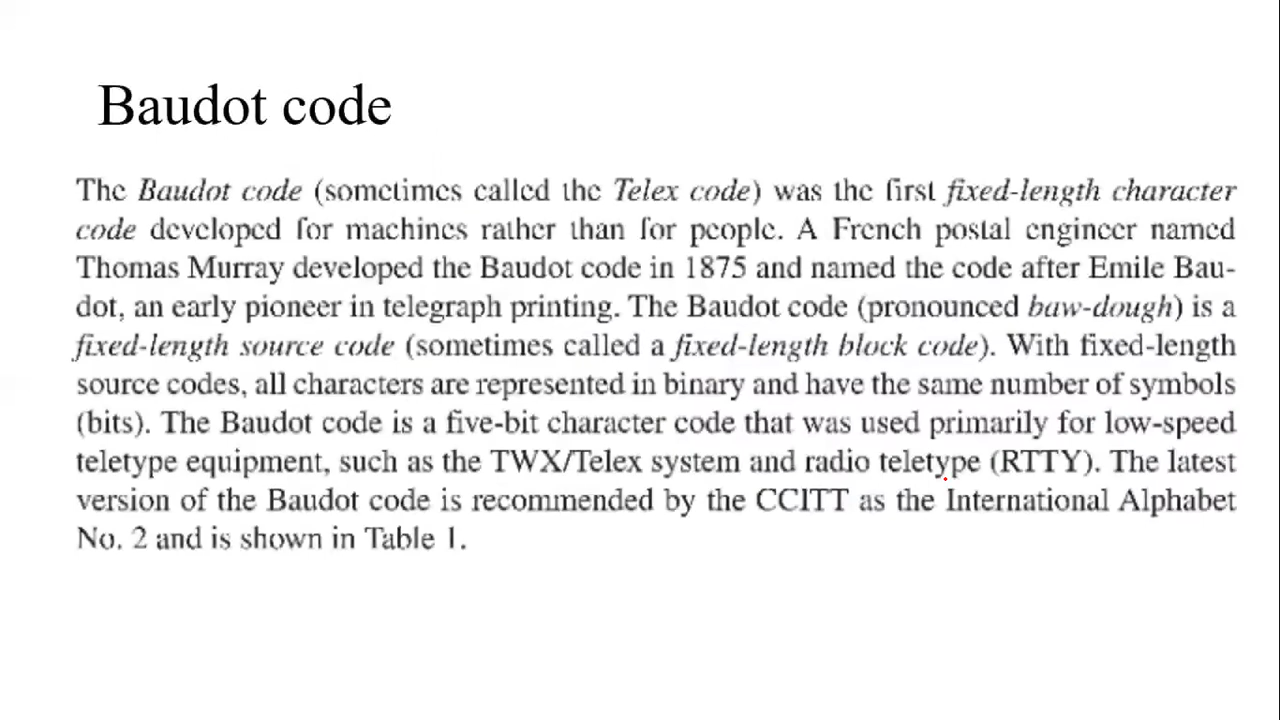 Baudot code
The Baudot code (sometimes called the Telex code) was the first fixed-length character
code developed for machines rather than for people. A French postal engineer named
Thomas Murray developed the Baudot code in 1875 and named the code after Emile Bau-
dot, an early pioneer in telegraph printing. The Baudot code (pronounced baw-dough) is a
fixed-length source code (sometimes called a fixed-length block code). With fixed-length
source codes, all characters are represented in binary and have the same number of symbols
(bits). The Baudot code is a five-bit character code that was used primarily for low-speed
teletype equipment, such as the TWX/Telex system and radio teletype (RTTY). The latest
version of the Baudot code is recommended by the CCITT as the International Alphabet
No. 2 and is shown in Table 1.